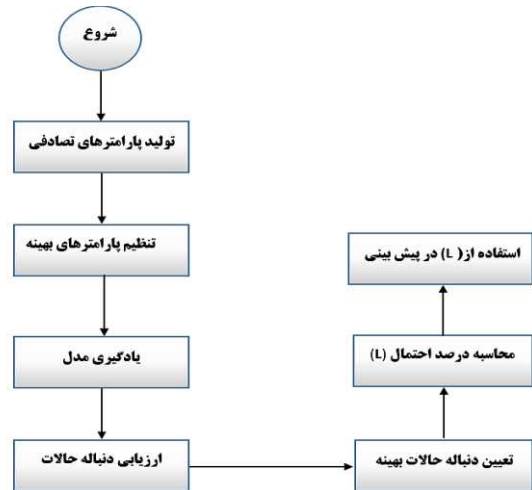 شروع
تولید پارامترهای تصادفی
تنظیم پارامترهای بهینه
یادگیری مدل
ارزیابی دنباله حالات
تعیین دنباله حالات بهینه
محاسبه درصد احتمال (L)
استفاده از( L) در پیش بینی